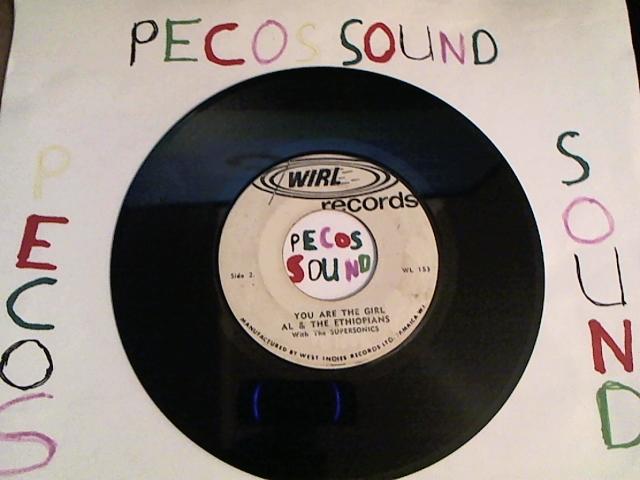 PECOS SOUND
PECOS
SOUND
WIRL
records
PECOS
SOUND
Side 2.
WL 153
YOU ARE THE GIRL
AL & THE ETHIOPIANS
With The SUPERSONICS
MANUFACTURED BY WEST INDIES RECORDS LTD. JAMAICA W.I.